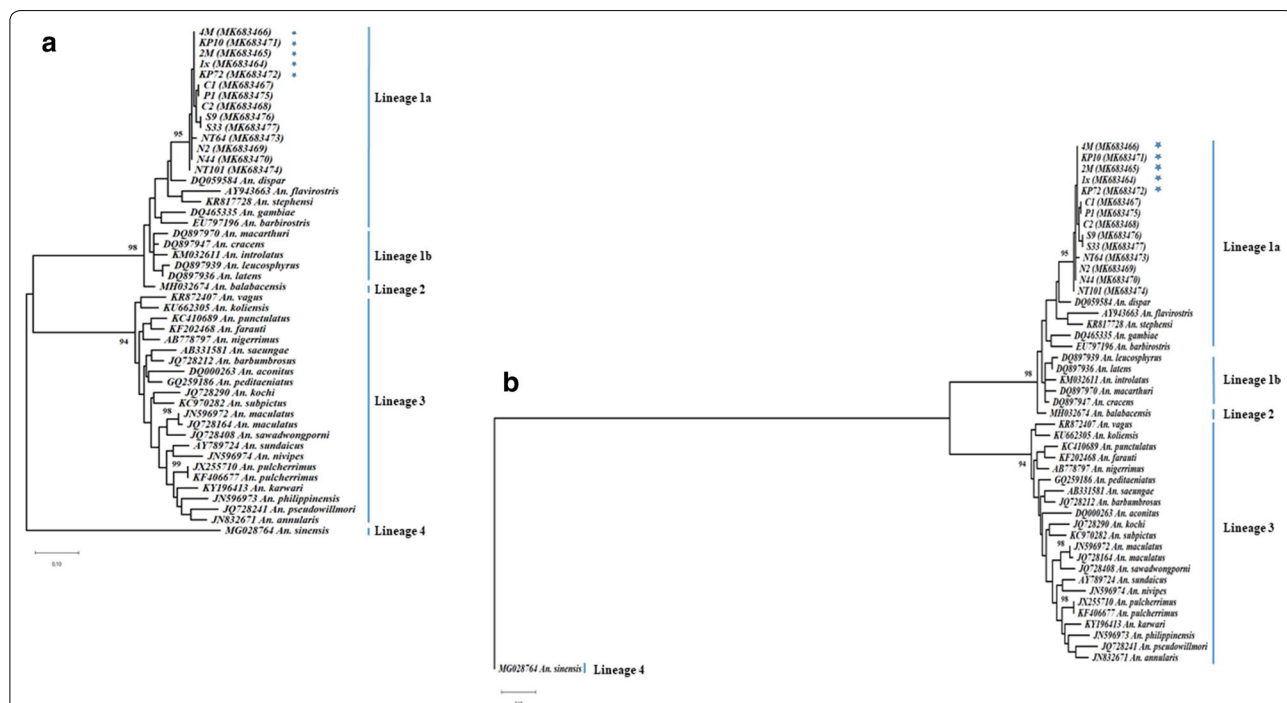 a
4M (MK683466)
KP10 (MK683471)
2M (MK683465)
1x (MK683464)
KP72 (MK683472)
C1 (MK683467)
P1 (MK683475)
C2 (MK683468)
S9 (MK683476)
S33 (MK683477)
NT64 (MK683473)
N2 (MK683469)
N44 (MK683470)
NT101 (MK683474)
DQ059584 An. dispar
AY943663 An. flavirostris
KR817728 An. stephensi
DQ465335 An. gambiae
EU797196 An. barbirostris
DQ897970 An. macarthuri
DQ897947 An. cracens
KM032611 An. introlatus
DQ897939 An. leucosphyrus
DQ897936 An. latens
MH032674 An. balabacensis
KR872407 An. vagus
KU662305 An. koliensis
KC410689 An. punctulatus
KF202468 An. farauti
AB778797 An. nigerrimus
AB331581 An. saeungae
JQ728212 An. barbumbrosus
DQ000263 An. aconitus
GQ259186 An. peditaeniatus
JQ728290 An. kochi
KC970282 An. subpictus
JN596972 An. maculatus
JQ728164 An. maculatus
JQ728408 An. sawadwongporni
AY789724 An. sundaicus
JN596974 An. nivipes
JX255710 An. pulcherrimus
KF406677 An. pulcherrimus
KY196413 An. karwari
JN596973 An. philippinensis
JQ728241 An. pseudowillmori
JN832671 An. annularis
MG028764 An. sinensis
95
98
94
98
99
Lineage 1a
Lineage 1b
Lineage 2
Lineage 3
Lineage 4
0.10
b
4M (MK683466)
KP10 (MK683471)
2M (MK683465)
1x (MK683464)
KP72 (MK683472)
C1 (MK683467)
P1 (MK683475)
C2 (MK683468)
S9 (MK683476)
S33 (MK683477)
NT64 (MK683473)
N2 (MK683469)
N44 (MK683470)
NT101 (MK683474)
DQ059584 An. dispar
AY943663 An. flavirostris
KR817728 An. stephensi
DQ465335 An. gambiae
EU797196 An. barbirostris
DQ897939 An. leucosphyrus
DQ897936 An. latens
KM032611 An. introlatus
DQ897970 An. macarthuri
DQ897947 An. cracens
MH032674 An. balabacensis
KR872407 An. vagus
KU662305 An. koliensis
KC410689 An. punctulatus
KF202468 An. farauti
AB778797 An. nigerrimus
GQ259186 An. peditaeniatus
AB331581 An. saeungae
JQ728212 An. barbumbrosus
DQ000263 An. aconitus
JQ728290 An. kochi
KC970282 An. subpictus
JN596972 An. maculatus
JQ728164 An. maculatus
JQ728408 An. sawadwongporni
AY789724 An. sundaicus
JN596974 An. nivipes
JX255710 An. pulcherrimus
KF406677 An. pulcherrimus
KY196413 An. karwari
JN596973 An. philippinensis
JQ728241 An. pseudowillmori
JN832671 An. annularis
MG028764 An. sinensis
95
98
94
98
98
Lineage 1a
Lineage 1b
Lineage 2
Lineage 3
Lineage 4